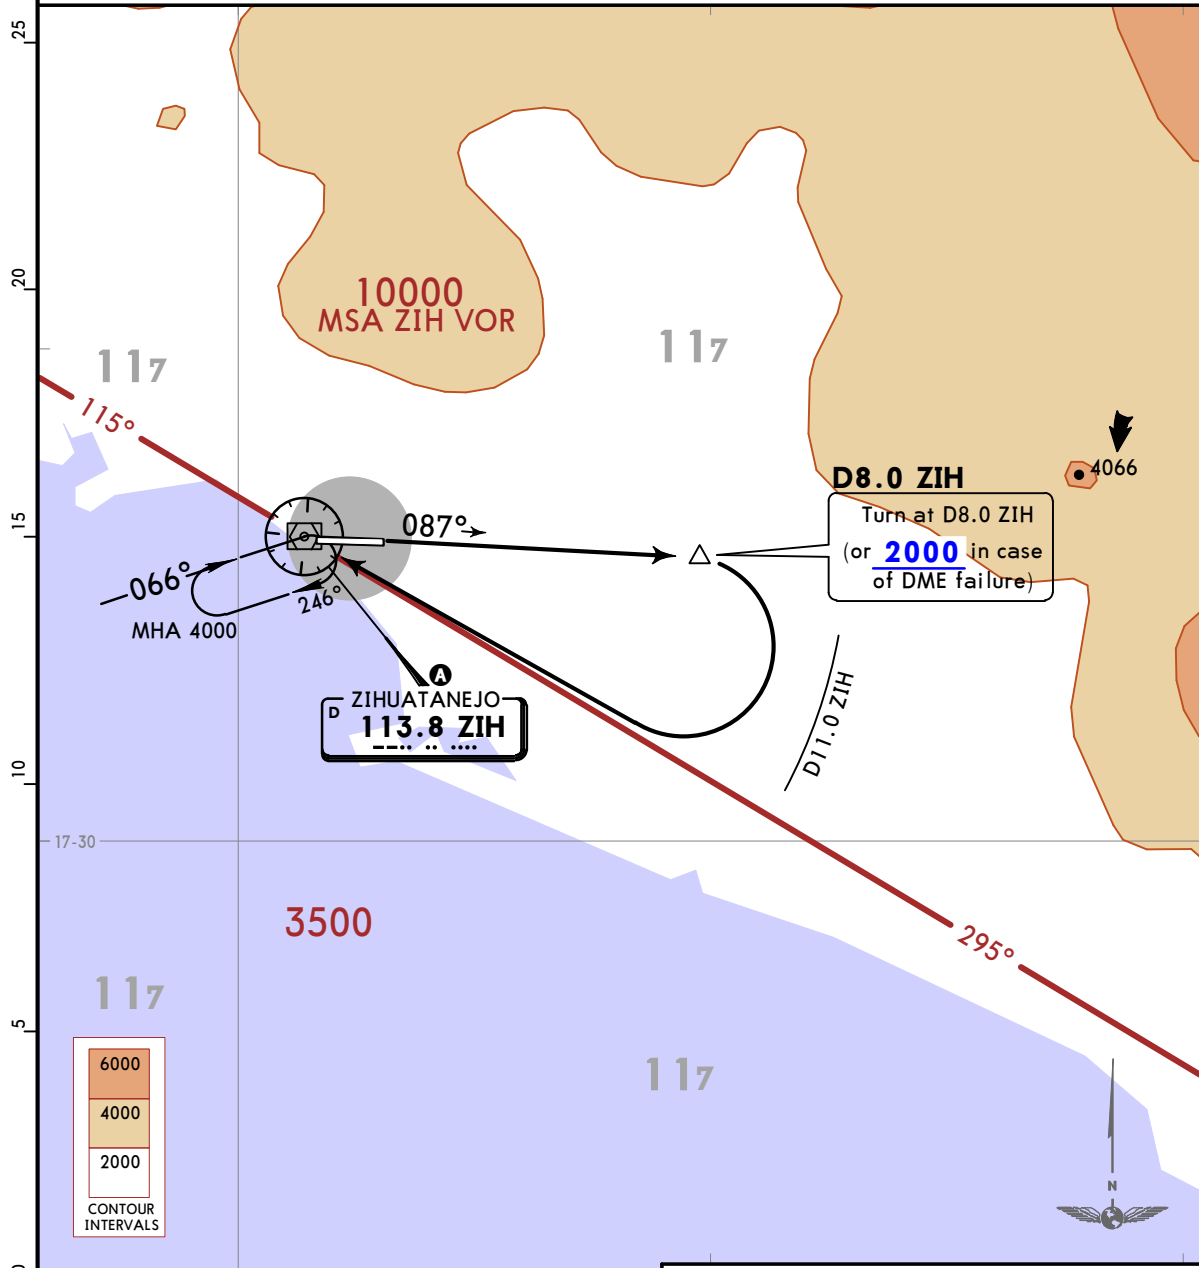 25
20
15
10
5
10000
MSA ZIH VOR
117
117
115°
4066
D8.0 ZIH
Turn at D8.0 ZIH
(or 2000 in case
of DME failure)
087°
066°
246°
MHA 4000
A
ZIHUATANEJO
D
113.8 ZIH
D11.0 ZIH
17-30
3500
295°
117
117
6000
4000
2000
CONTOUR
INTERVALS
N